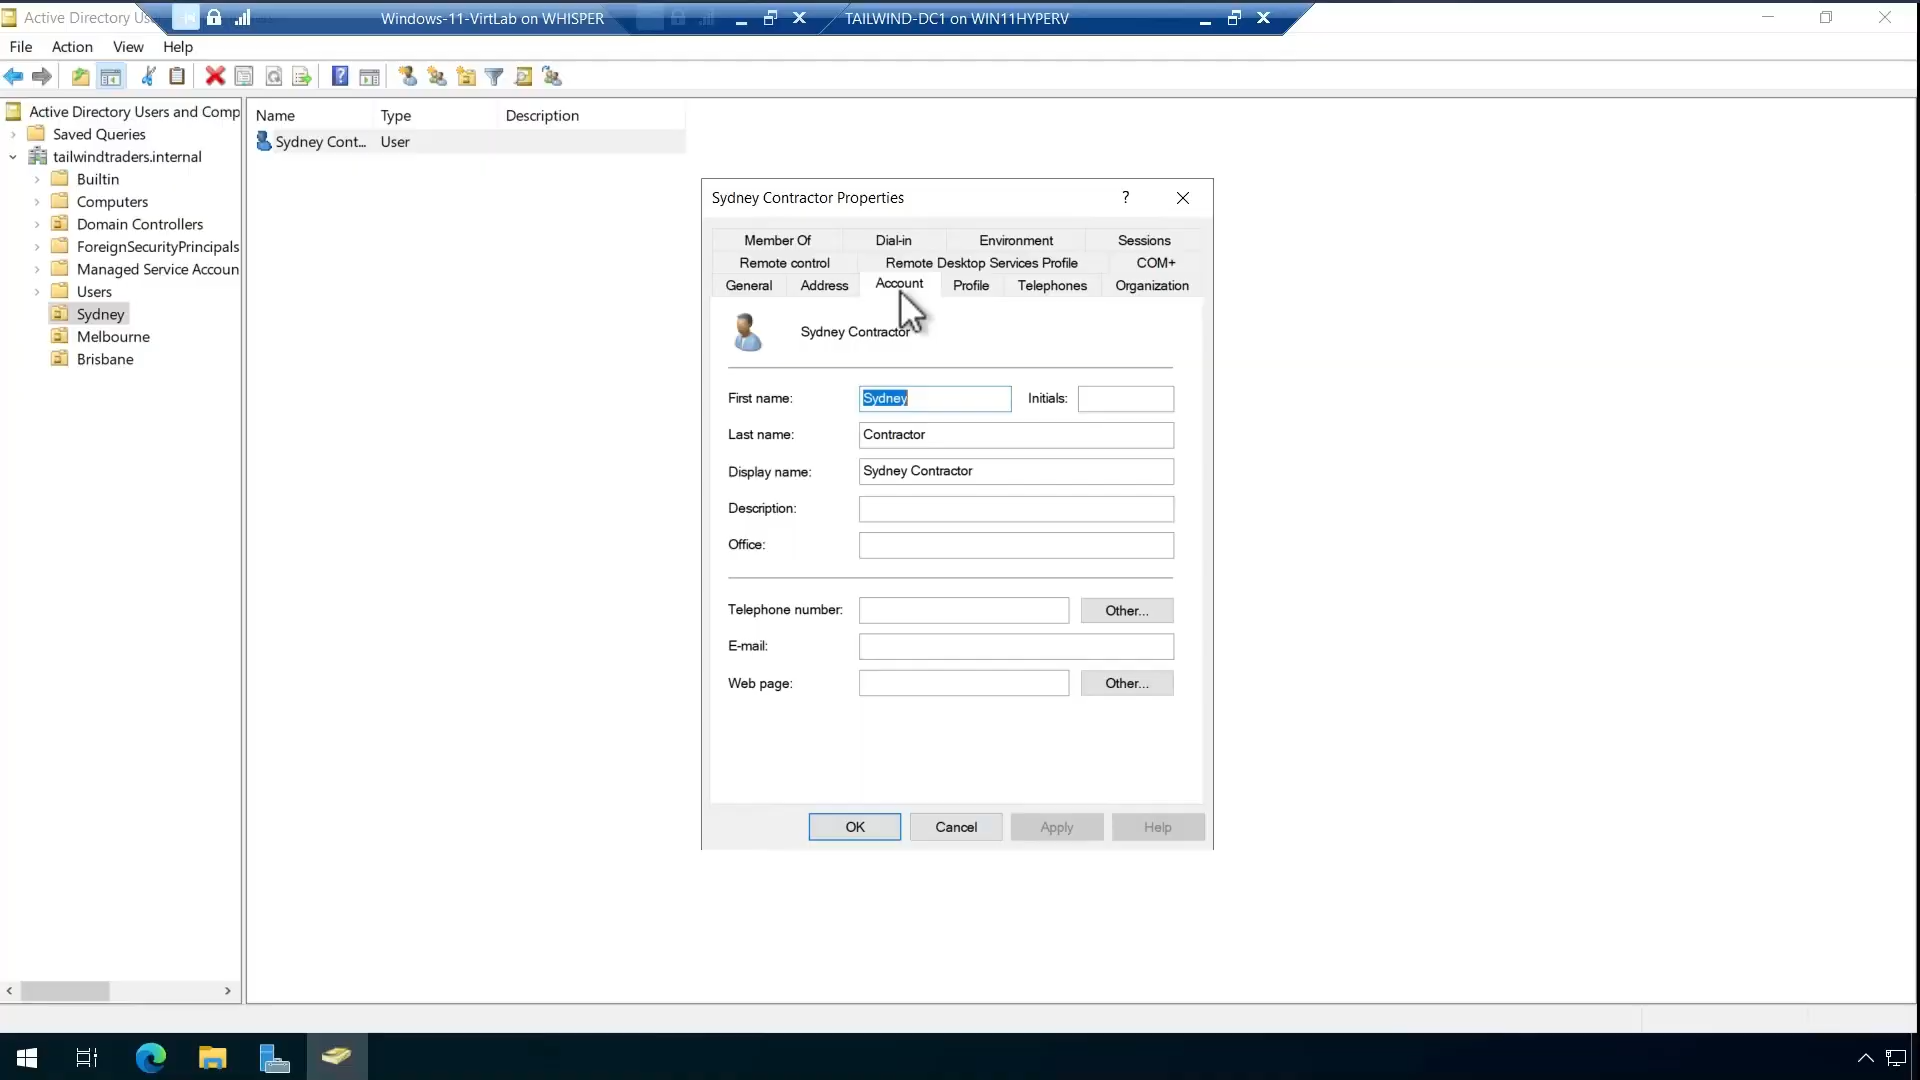 Active Directory Us
Windows-11-VirtLab on WHISPER
TAILWIND-DC1 on WIN11HYPERV
File Action View Help
Active Directory Users and Comp
Saved Queries
tailwindtraders.internal
Builtin
Computers
Domain Controllers
ForeignSecurityPrincipals
Managed Service Accoun
Users
Sydney
Melbourne
Brisbane
Name Type Description
Sydney Cont... User
Sydney Contractor Properties
Member Of Dial-in Environment Sessions
Remote control Remote Desktop Services Profile COM+
General Address Account Profile Telephones Organization
Sydney Contractor
First name: Sydney Initials:
Last name: Contractor
Display name: Sydney Contractor
Description:
Office:
Telephone number: Other...
E-mail:
Web page: Other...
OK Cancel Apply Help